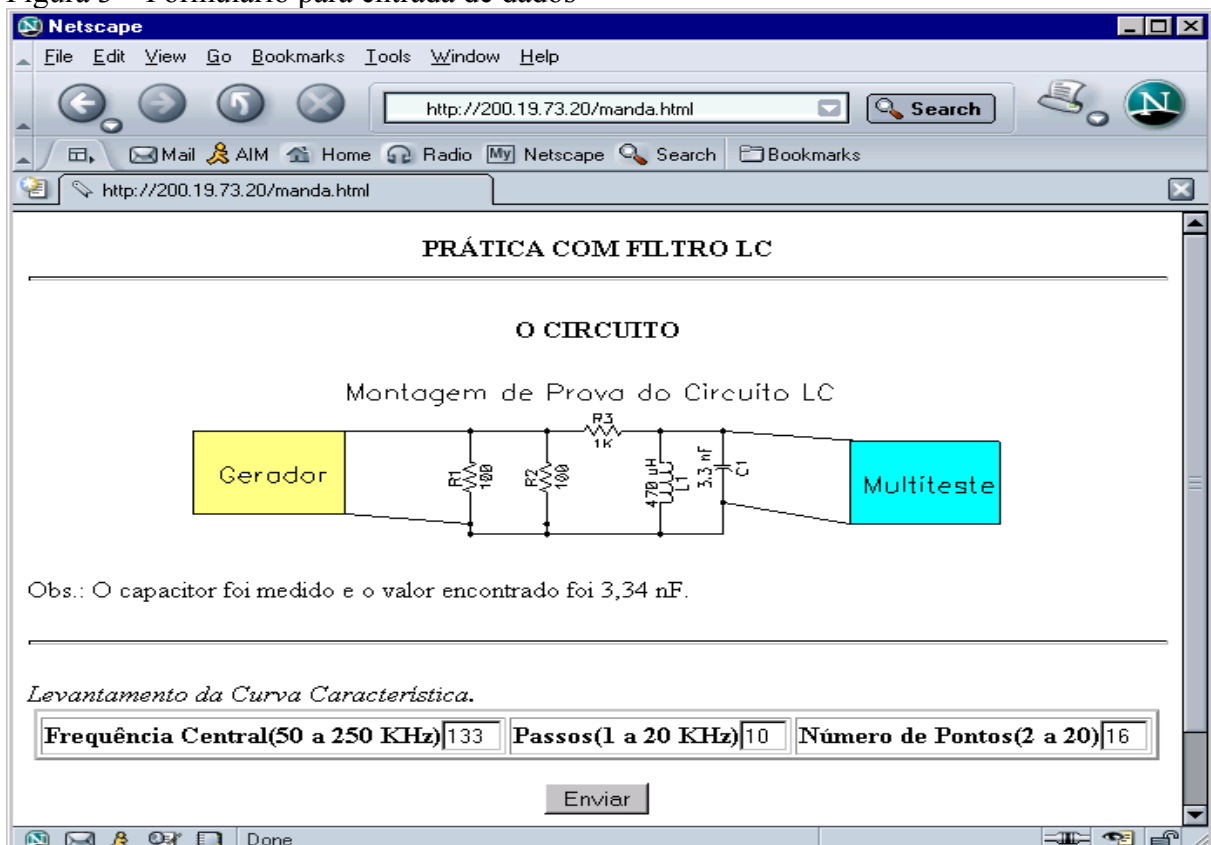 Figura 3 – Formulário para entrada de dados
Netscape
File Edit View Go Bookmarks Tools Window Help
http://200.19.73.20/manda.html Search N
Mail AIM Home Radio My Netscape Search Bookmarks
http://200.19.73.20/manda.html
PRÁTICA COM FILTRO LC
O CIRCUITO
Montagem de Prova do Circuíto LC
Gerador
R1 100
R2 100
R3
1K
470 uH L1
3.3 nF C1
Multíteste
Obs.: O capacitor foi medido e o valor encontrado foi 3,34 nF.
Levantamento da Curva Característica.
Frequência Central(50 a 250 KHz) 133 Passos(1 a 20 KHz) 10 Número de Pontos(2 a 20) 16
Enviar
Done